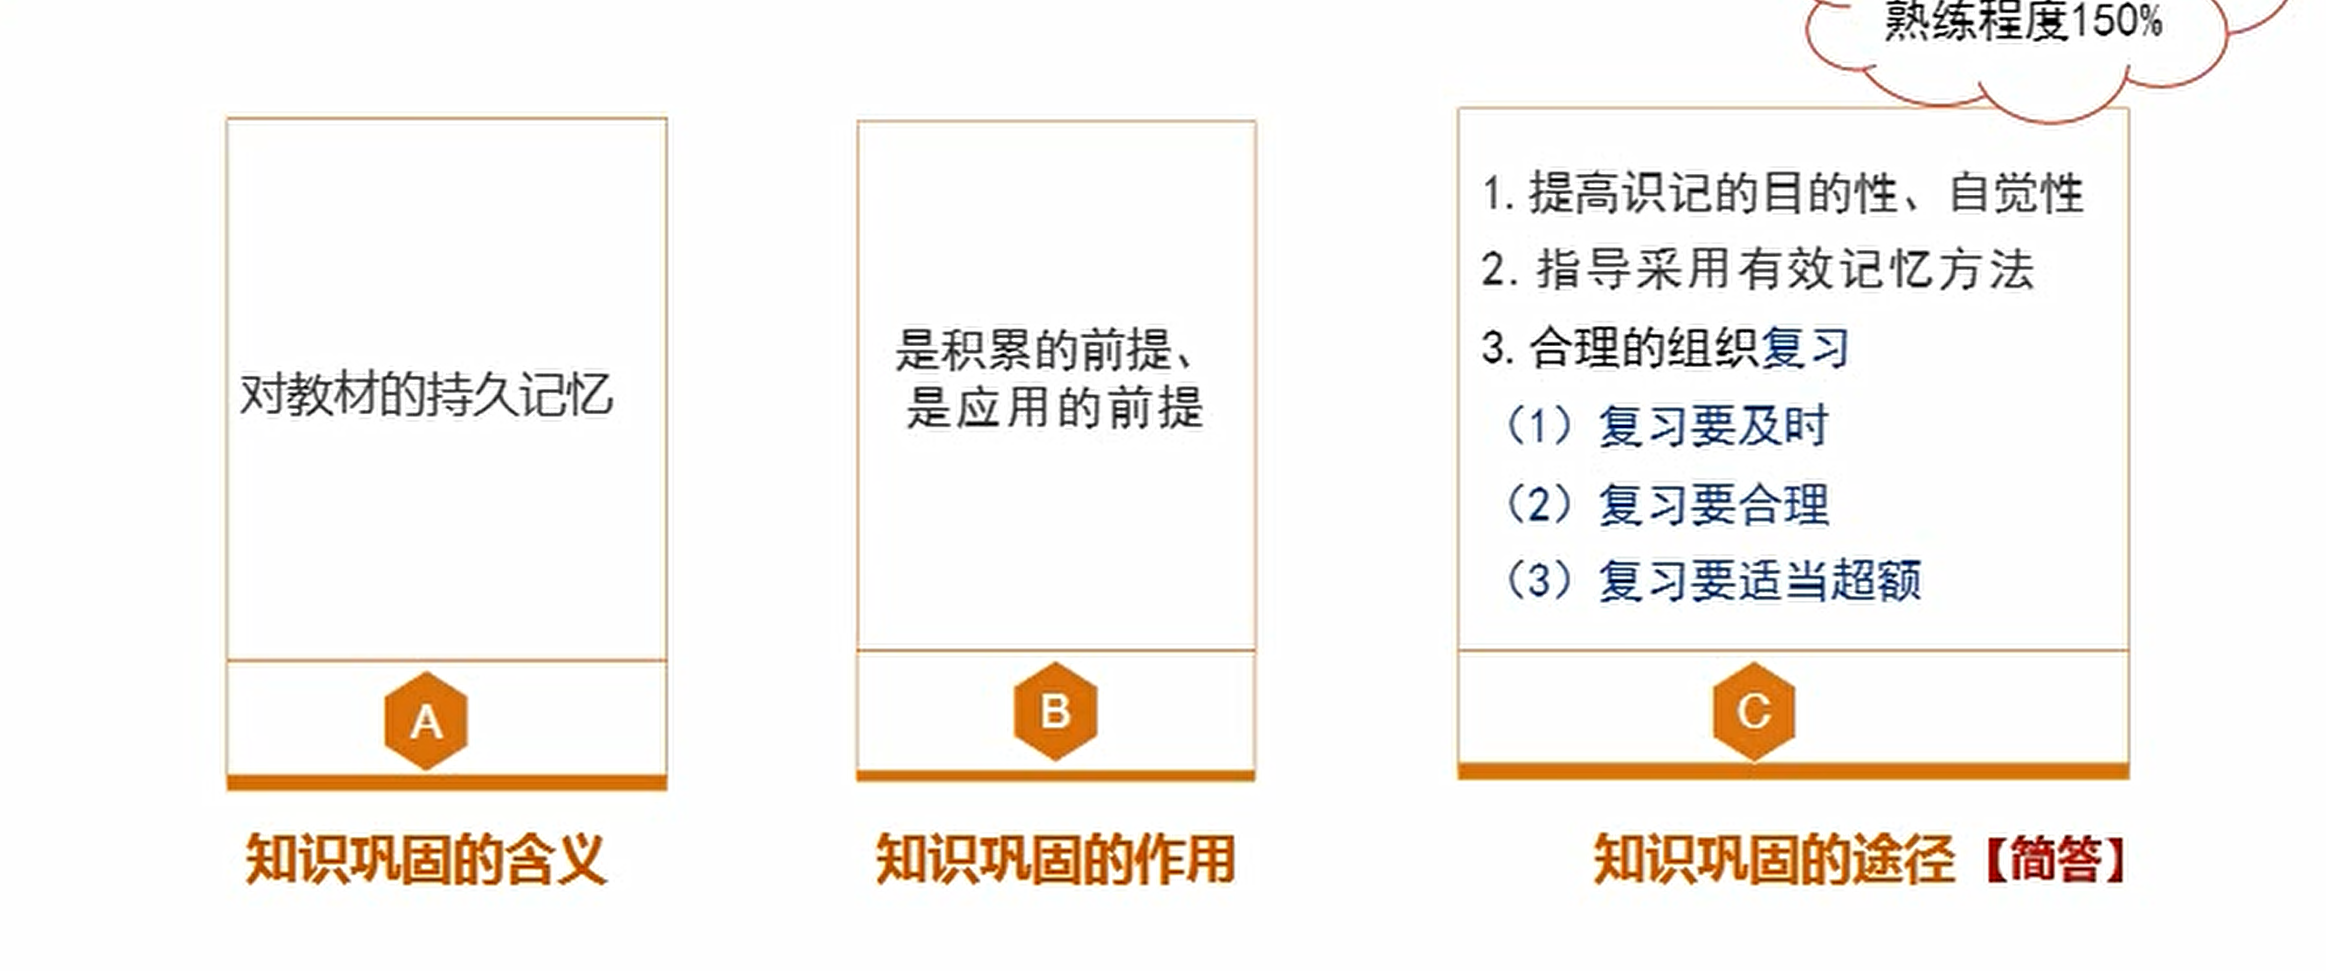 熟练程度150%
对教材的持久记忆
A
知识巩固的含义
是积累的前提、
是应用的前提
B
知识巩固的作用
1. 提高识记的目的性、自觉性
2. 指导采用有效记忆方法
3. 合理的组织复习
（1）复习要及时
（2）复习要合理
（3）复习要适当超额
C
知识巩固的途径【简答】